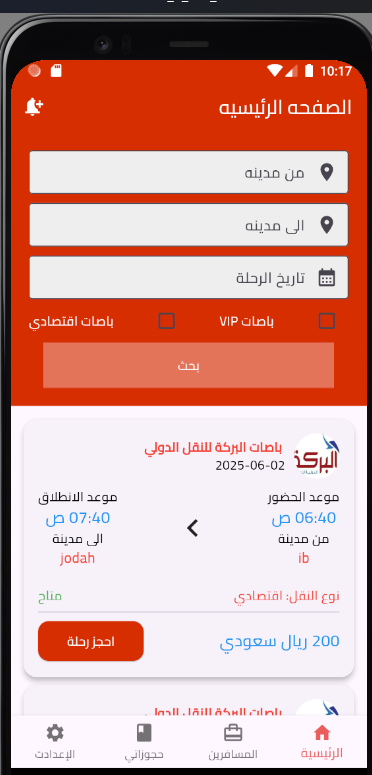 10:17
الصفحه الرئيسيه
من مدينه
الى مدينه
تاريخ الرحلة
باصات VIP
باصات اقتصادي
بحث
البركة
باصات البركة للنقل الدولي
2025-06-02
موعد الحضور
موعد الانطلاق
06:40 ص
07:40 ص
من مدينة
الى مدينة
ib
jodah
نوع النقل: اقتصادي
متاح
200 ريال سعودي
احجز رحلة
باصات البركة للنقل الدولي
الرئيسية
المسافرين
حجوزاتي
الإعدادت